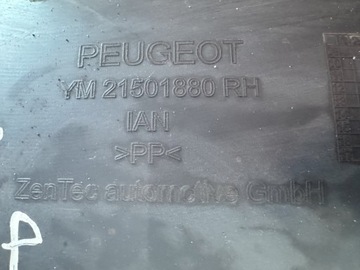 PEUGEOT
YM 21501880 RH
IAN
>PP<
ZenTec automotive GmbH